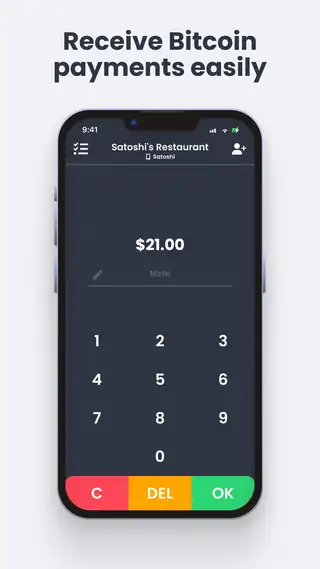 Receive Bitcoin
payments easily
9:41
Satoshi's Restaurant
Satoshi
$21.00
Note
1 2 3
4 5 6
7 8 9
0
C DEL OK